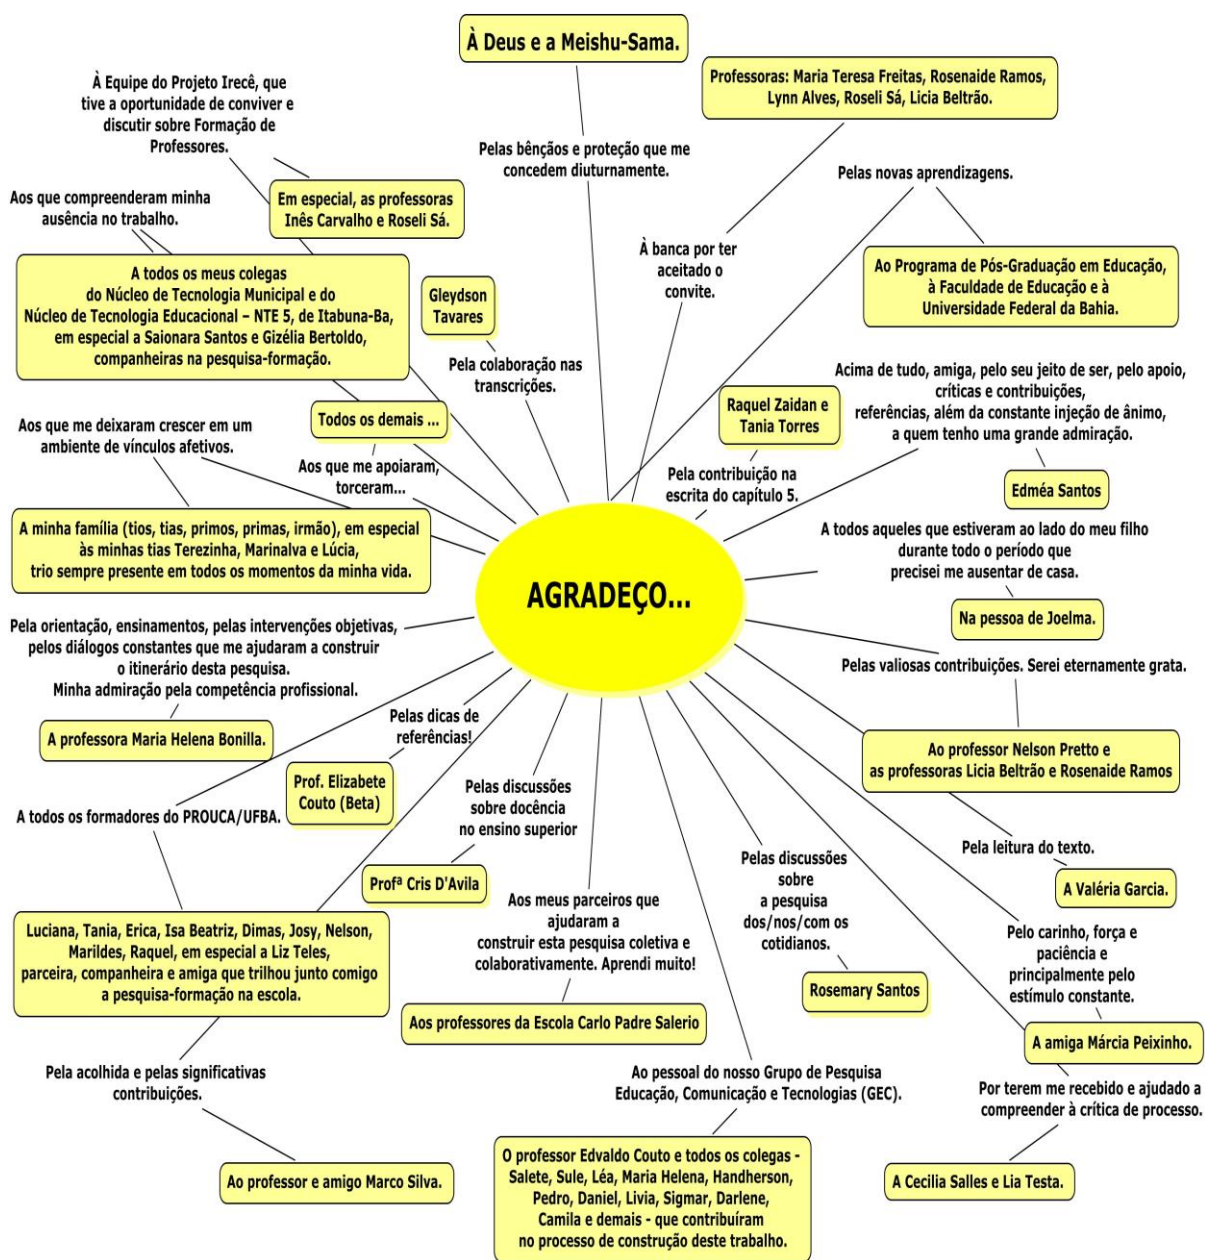 À Deus e a Meishu-Sama.
Pelas bênçãos e proteção que me
concedem diuturnamente.
Professoras: Maria Teresa Freitas, Rosenaide Ramos,
Lynn Alves, Roseli Sá, Licia Beltrão.
À banca por ter
aceitado o
convite.
À Equipe do Projeto Irecê, que
tive a oportunidade de conviver e
discutir sobre Formação de
Professores.
Em especial, as professoras
Inês Carvalho e Roseli Sá.
Pelas novas aprendizagens.
Ao Programa de Pós-Graduação em Educação,
à Faculdade de Educação e à
Universidade Federal da Bahia.
Aos que compreenderam minha
ausência no trabalho.
A todos os meus colegas
do Núcleo de Tecnologia Municipal e do
Núcleo de Tecnologia Educacional – NTE 5, de Itabuna-Ba,
em especial a Saionara Santos e Gizélia Bertoldo,
companheiras na pesquisa-formação.
Gleydson
Tavares
Pela colaboração nas
transcrições.
Acima de tudo, amiga, pelo seu jeito de ser, pelo apoio,
críticas e contribuições,
referências, além da constante injeção de ânimo,
a quem tenho uma grande admiração.
Edméa Santos
Raquel Zaidan e
Tania Torres
Pela contribuição na
escrita do capítulo 5.
Todos os demais ...
Aos que me apoiaram,
torceram...
Aos que me deixaram crescer em um
ambiente de vínculos afetivos.
A minha família (tios, tias, primos, primas, irmão), em especial
às minhas tias Terezinha, Marinalva e Lúcia,
trio sempre presente em todos os momentos da minha vida.
A todos aqueles que estiveram ao lado do meu filho
durante todo o período que
precisei me ausentar de casa.
Na pessoa de Joelma.
AGRADEÇO...
Pela orientação, ensinamentos, pelas intervenções objetivas,
pelos diálogos constantes que me ajudaram a construir
o itinerário desta pesquisa.
Minha admiração pela competência profissional.
A professora Maria Helena Bonilla.
Pelas valiosas contribuições. Serei eternamente grata.
Ao professor Nelson Pretto e
as professoras Licia Beltrão e Rosenaide Ramos
Pelas dicas de
referências!
Prof. Elizabete
Couto (Beta)
Pelas discussões
sobre docência
no ensino superior
Profª Cris D'Avila
A todos os formadores do PROUCA/UFBA.
Luciana, Tania, Erica, Isa Beatriz, Dimas, Josy, Nelson,
Marildes, Raquel, em especial a Liz Teles,
parceira, companheira e amiga que trilhou junto comigo
a pesquisa-formação na escola.
Pela leitura do texto.
A Valéria Garcia.
Pelas discussões
sobre
a pesquisa
dos/nos/com os
cotidianos.
Rosemary Santos
Aos meus parceiros que
ajudaram a
construir esta pesquisa coletiva e
colaborativamente. Aprendi muito!
Aos professores da Escola Carlo Padre Salerio
Pelo carinho, força e
paciência e
principalmente pelo
estímulo constante.
A amiga Márcia Peixinho.
Pela acolhida e pelas significativas
contribuições.
Ao professor e amigo Marco Silva.
Ao pessoal do nosso Grupo de Pesquisa
Educação, Comunicação e Tecnologias (GEC).
O professor Edvaldo Couto e todos os colegas -
Salete, Sule, Léa, Maria Helena, Handherson,
Pedro, Daniel, Livia, Sigmar, Darlene,
Camila e demais - que contribuíram
no processo de construção deste trabalho.
Por terem me recebido e ajudado a
compreender à crítica de processo.
A Cecilia Salles e Lia Testa.